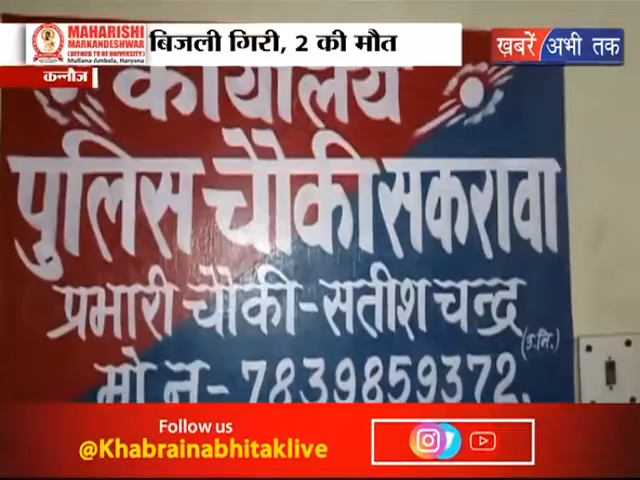 MAHARISHI
MARKANDESHWAR
(DEEMED TO BE UNIVERSITY)
Mullana-Ambala, Haryana
बिजली गिरी, 2 की मौत
ख़बरें अभी तक
कन्नौज
कार्यालय
पुलिस चौकी सकरावा
प्रभारी चौकी-सतीश चन्द्र
(उ.नि.)
मो न - 7839859372.
Follow us
@Khabrainabhitaklive